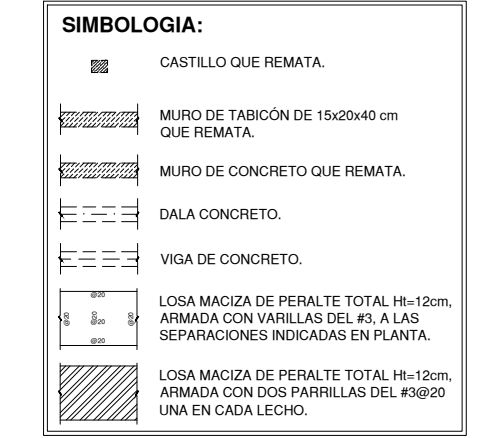 SIMBOLOGIA:
CASTILLO QUE REMATA.
MURO DE TABICÓN DE 15x20x40 cm
QUE REMATA.
MURO DE CONCRETO QUE REMATA.
DALA CONCRETO.
VIGA DE CONCRETO.
@20
@20
@20
@20
@20
@20
LOSA MACIZA DE PERALTE TOTAL Ht=12cm,
ARMADA CON VARILLAS DEL #3, A LAS
SEPARACIONES INDICADAS EN PLANTA.
LOSA MACIZA DE PERALTE TOTAL Ht=12cm,
ARMADA CON DOS PARRILLAS DEL #3@20
UNA EN CADA LECHO.